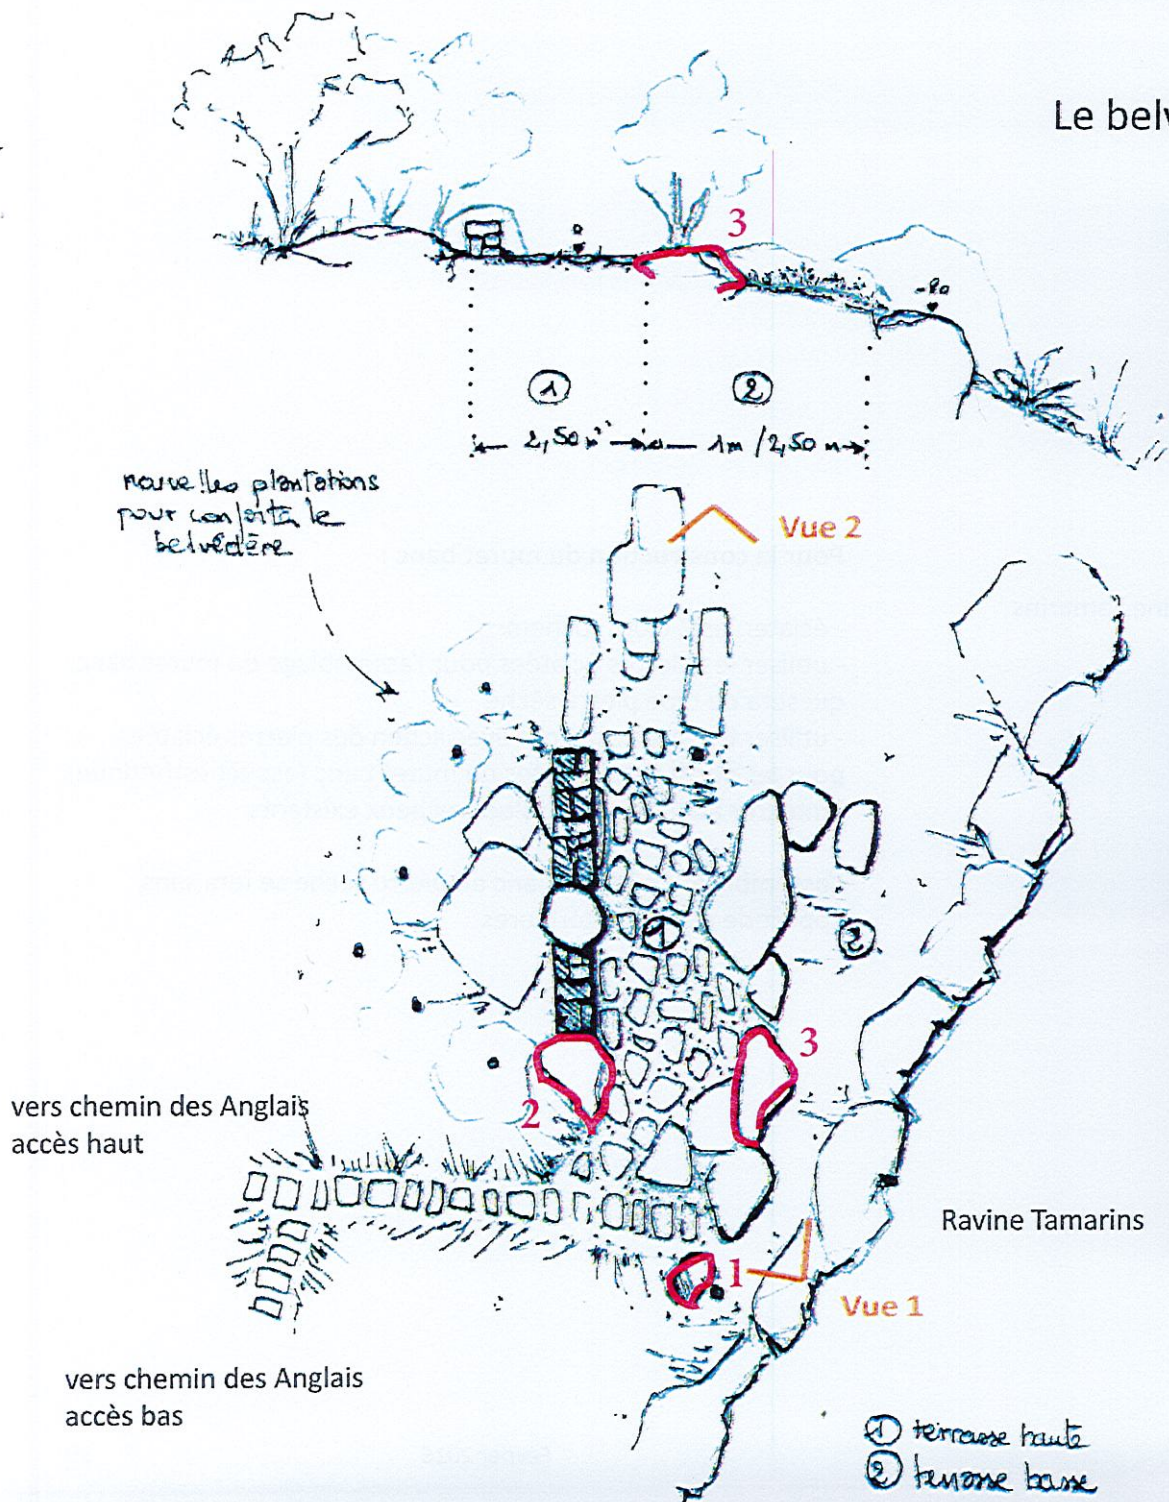 Le belv
3
1
2
2,50 m
1m / 2,50 m
nouvelles plantations
pour conforter le
belvédère
Vue 2
1
2
3
2
vers chemin des Anglais
accès haut
Ravine Tamarins
1
Vue 1
vers chemin des Anglais
accès bas
1 terrasse haute
2 terrasse basse